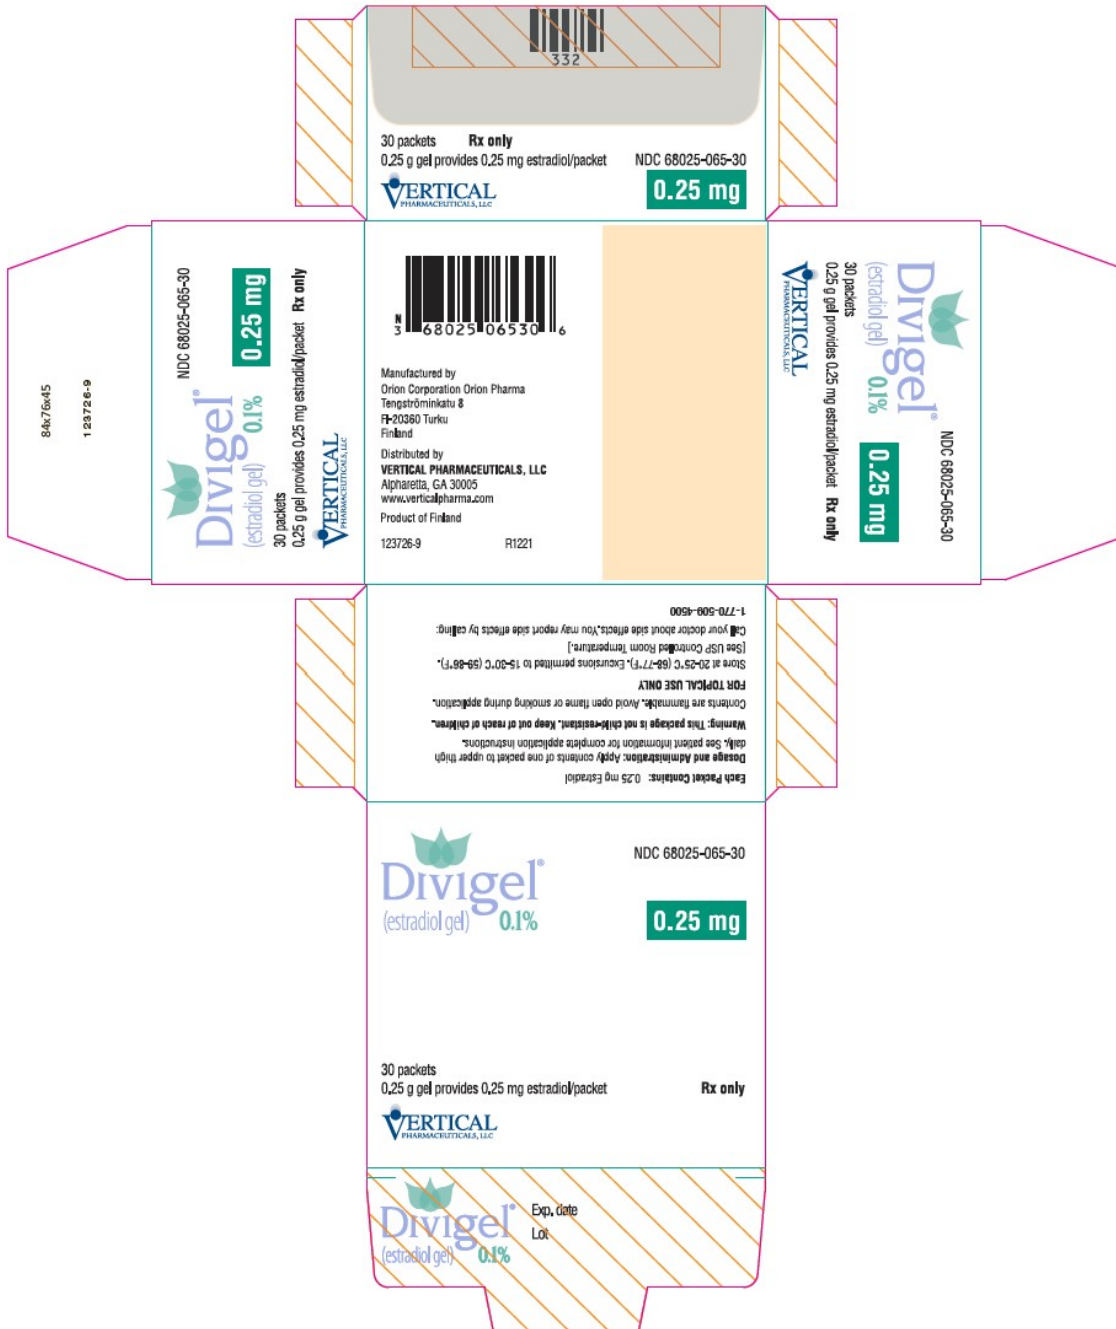 332
30 packets Rx only
0.25 g gel provides 0.25 mg estradiol/packet NDC 68025-065-30
VERTICAL
PHARMACEUTICALS, LLC
0.25 mg
84x76x45
123726-9
NDC 68025-065-30
0.25 mg
Divigel®
(estradiol gel) 0.1%
30 packets
0.25 g gel provides 0.25 mg estradiol/packet Rx only
VERTICAL
PHARMACEUTICALS, LLC
N
3 68025 06530 6
Manufactured by
Orion Corporation Orion Pharma
Tengströminkatu 8
FI-20360 Turku
Finland
Distributed by
VERTICAL PHARMACEUTICALS, LLC
Alpharetta, GA 30005
www.verticalpharma.com
Product of Finland
123726-9 R1221
Divigel®
(estradiol gel) 0.1%
NDC 68025-065-30
0.25 mg
30 packets
0.25 g gel provides 0.25 mg estradiol/packet Rx only
VERTICAL
PHARMACEUTICALS, LLC
Each Packet Contains: 0.25 mg Estradiol
Dosage and Administration: Apply contents of one packet to upper thigh
daily. See patient information for complete application instructions.
Warning: This package is not child-resistant. Keep out of reach of children.
Contents are flammable. Avoid open flame or smoking during application.
FOR TOPICAL USE ONLY
Store at 20-25°C (68-77°F). Excursions permitted to 15-30°C (59-86°F).
[See USP Controlled Room Temperature.]
Call your doctor about side effects.You may report side effects by calling:
1-770-509-4500
Divigel®
(estradiol gel) 0.1%
NDC 68025-065-30
0.25 mg
30 packets
0.25 g gel provides 0.25 mg estradiol/packet Rx only
VERTICAL
PHARMACEUTICALS, LLC
Divigel®
(estradiol gel) 0.1%
Exp. date
Lot